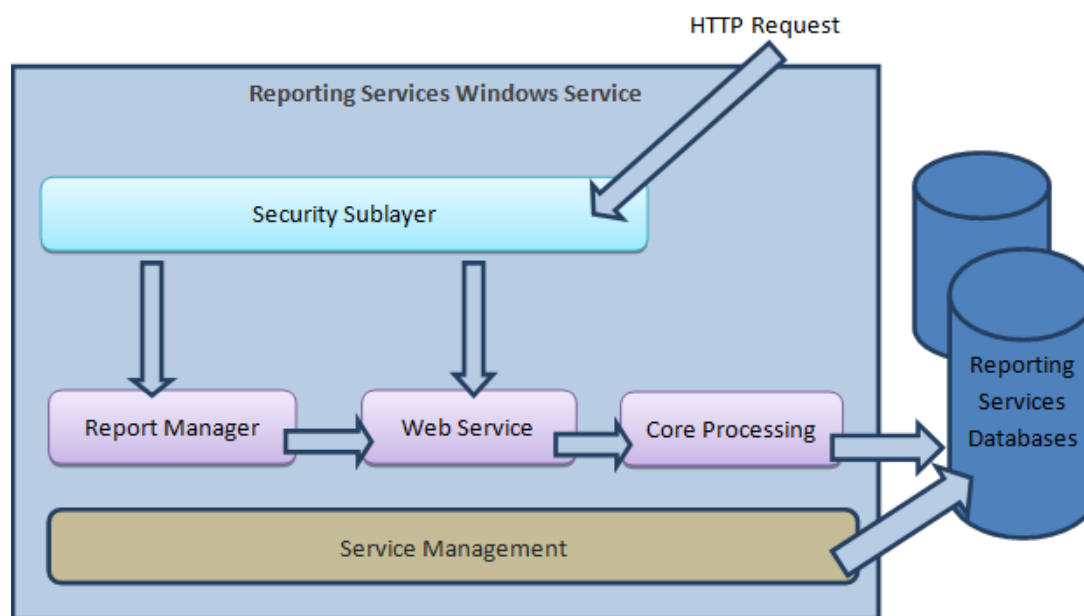 HTTP Request
Reporting Services Windows Service
Security Sublayer
Report Manager
Web Service
Core Processing
Reporting
Services
Databases
Service Management